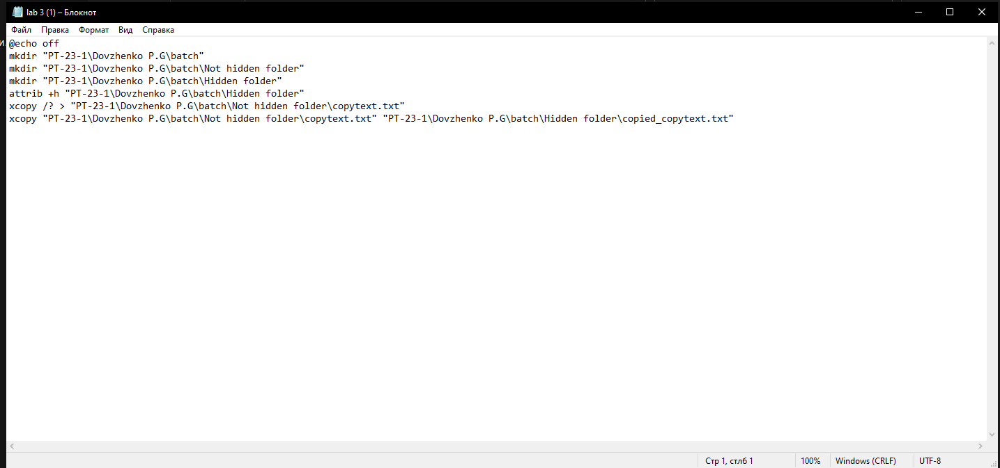 lab 3 (1) – Блокнот
Файл Правка Формат Вид Справка
@echo off
mkdir "PT-23-1\Dovzhenko P.G\batch"
mkdir "PT-23-1\Dovzhenko P.G\batch\Not hidden folder"
mkdir "PT-23-1\Dovzhenko P.G\batch\Hidden folder"
attrib +h "PT-23-1\Dovzhenko P.G\batch\Hidden folder"
xcopy /? > "PT-23-1\Dovzhenko P.G\batch\Not hidden folder\copytext.txt"
xcopy "PT-23-1\Dovzhenko P.G\batch\Not hidden folder\copytext.txt" "PT-23-1\Dovzhenko P.G\batch\Hidden folder\copied_copytext.txt"
Стр 1, стлб 1 100% Windows (CRLF) UTF-8